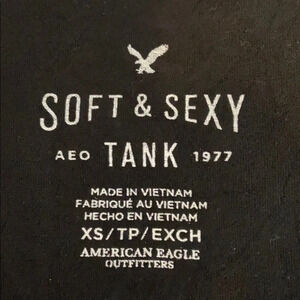 SOFT & SEXY
AEO TANK 1977
MADE IN VIETNAM
FABRIQUÉ AU VIETNAM
HECHO EN VIETNAM
XS/TP/EXCH
AMERICAN EAGLE
OUTFITTERS